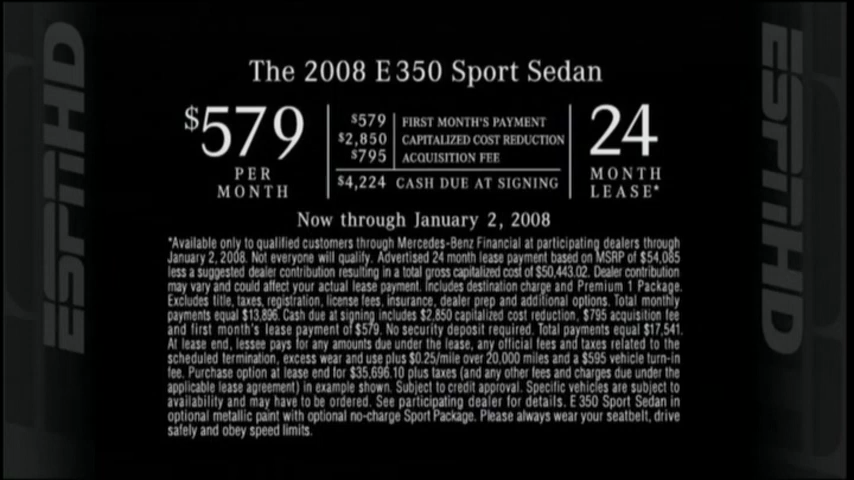 The 2008 E 350 Sport Sedan
$579
PER
MONTH
$579 FIRST MONTH'S PAYMENT
$2,850 CAPITALIZED COST REDUCTION
$795 ACQUISITION FEE
$4,224 CASH DUE AT SIGNING
24
MONTH
LEASE*
Now through January 2, 2008
*Available only to qualified customers through Mercedes-Benz Financial at participating dealers through
January 2, 2008. Not everyone will qualify. Advertised 24 month lease payment based on MSRP of $54,085
less a suggested dealer contribution resulting in a total gross capitalized cost of $50,443.02. Dealer contribution
may vary and could affect your actual lease payment. Includes destination charge and Premium 1 Package.
Excludes title, taxes, registration, license fees, insurance, dealer prep and additional options. Total monthly
payments equal $13,896. Cash due at signing includes $2,850 capitalized cost reduction, $795 acquisition fee
and first month's lease payment of $579. No security deposit required. Total payments equal $17,541.
At lease end, lessee pays for any amounts due under the lease, any official fees and taxes related to the
scheduled termination, excess wear and use plus $0.25/mile over 20,000 miles and a $595 vehicle turn-in
fee. Purchase option at lease end for $35,696.10 plus taxes (and any other fees and charges due under the
applicable lease agreement) in example shown. Subject to credit approval. Specific vehicles are subject to
availability and may have to be ordered. See participating dealer for details. E 350 Sport Sedan in
optional metallic paint with optional no-charge Sport Package. Please always wear your seatbelt, drive
safely and obey speed limits.
ESPN HD
ESPN HD